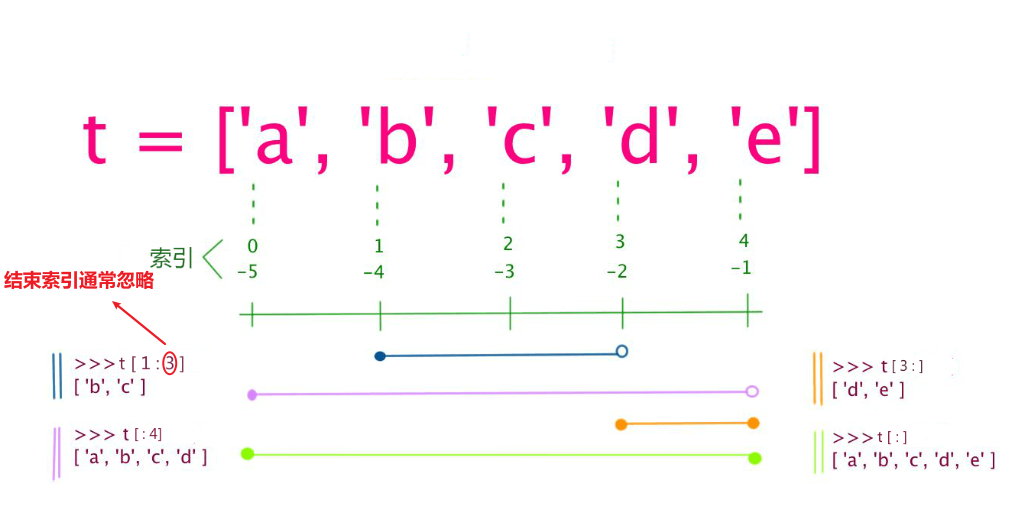 t = ['a', 'b', 'c', 'd', 'e']
索引
0 1 2 3 4
-5 -4 -3 -2 -1
结束索引通常忽略
>>>t[1:3]
['b', 'c']
>>> t[:4]
['a', 'b', 'c', 'd']
>>> t[3:]
['d', 'e']
>>>t[:]
['a', 'b', 'c', 'd', 'e']